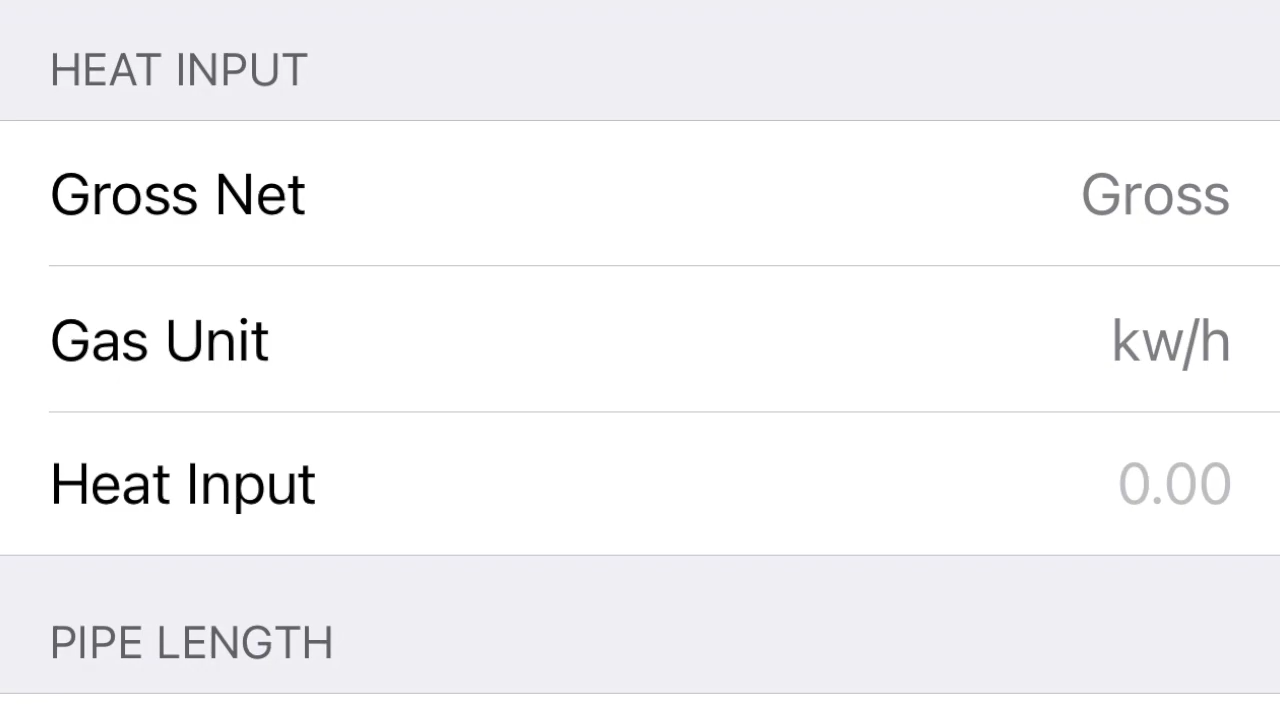 HEAT INPUT
Gross Net Gross
Gas Unit kw/h
Heat Input 0.00
PIPE LENGTH